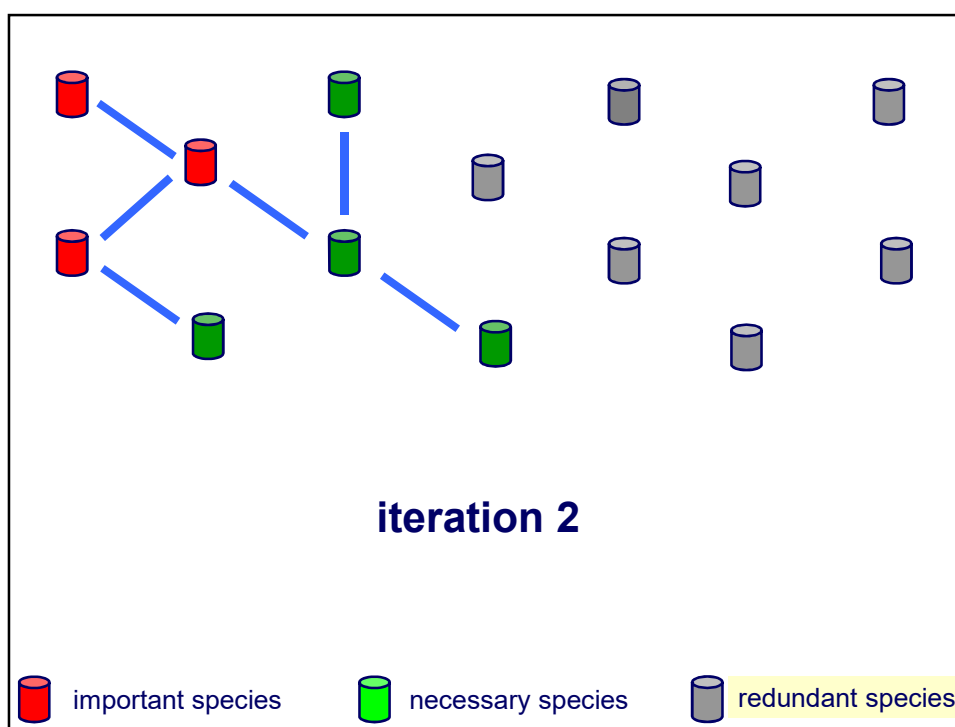 iteration 2
important species
necessary species
redundant species